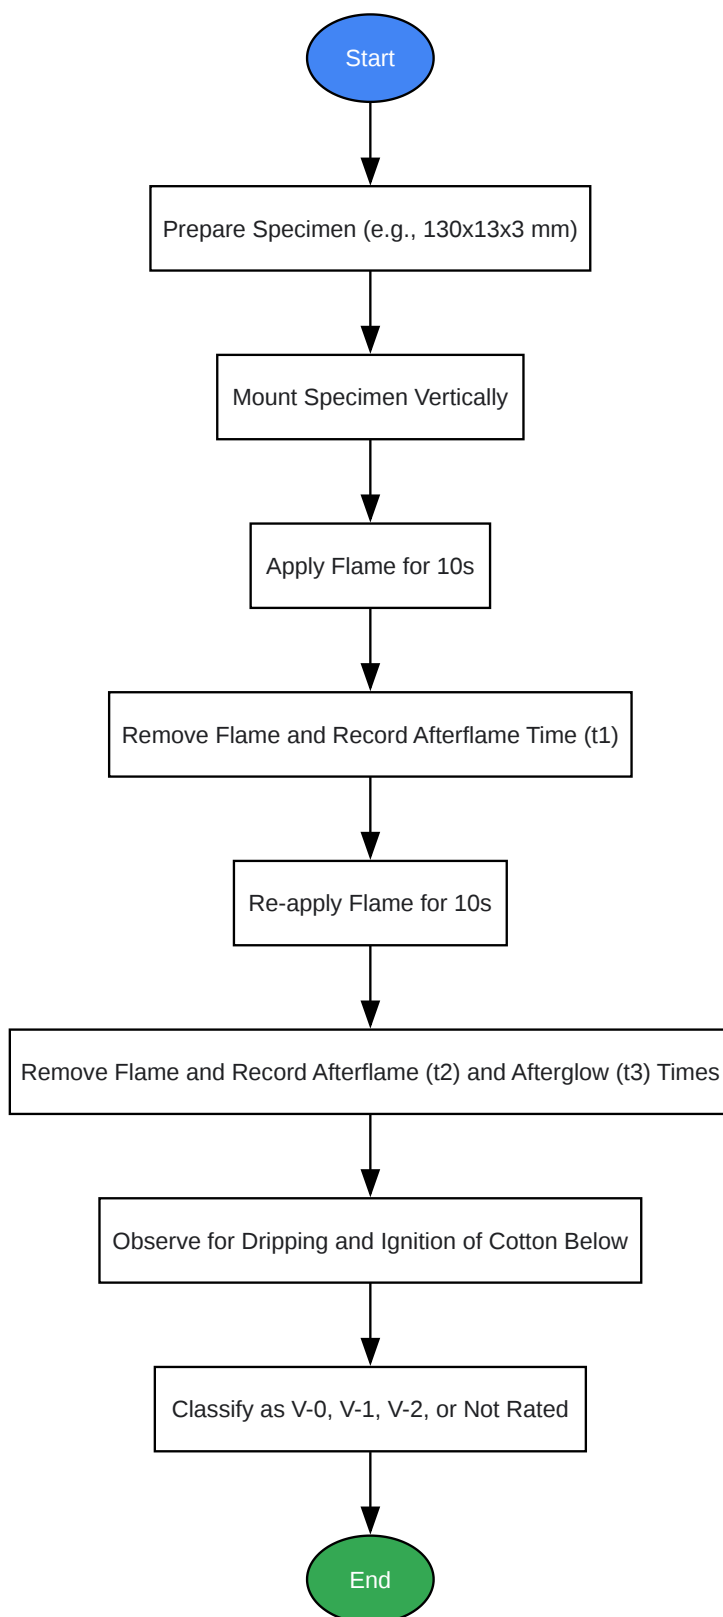 Start
Prepare Specimen (e.g., 130x13x3 mm)
Mount Specimen Vertically
Apply Flame for 10s
Remove Flame and Record Afterflame Time (t1)
Re-apply Flame for 10s
Remove Flame and Record Afterflame (t2) and Afterglow (t3) Times
Observe for Dripping and Ignition of Cotton Below
Classify as V-0, V-1, V-2, or Not Rated
End